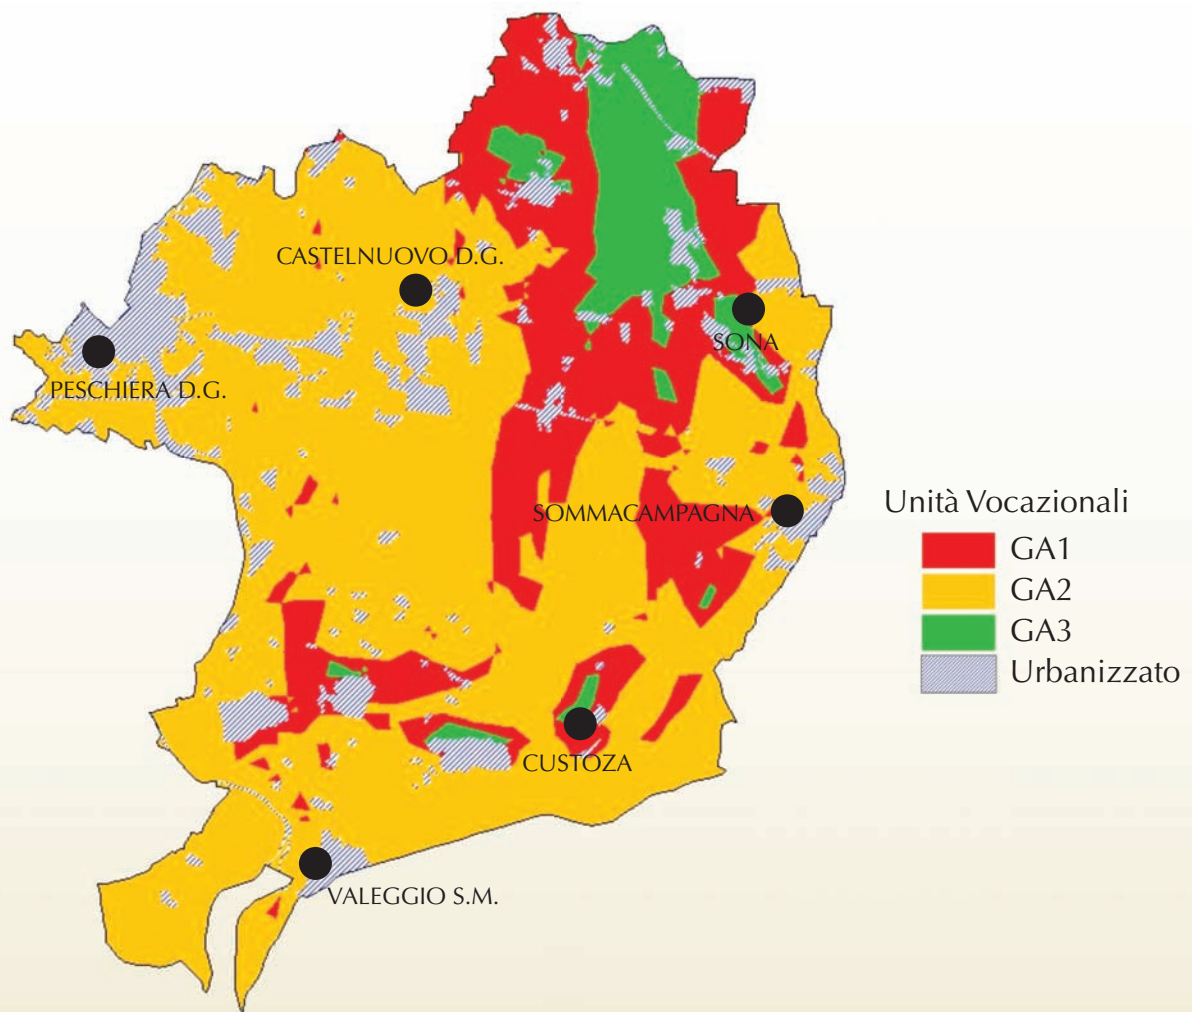 CASTELNUOVO D.G.
SONA
PESCHIERA D.G.
SOMMACAMPAGNA
Unità Vocazionali
GA1
GA2
GA3
Urbanizzato
CUSTOZA
VALEGGIO S.M.